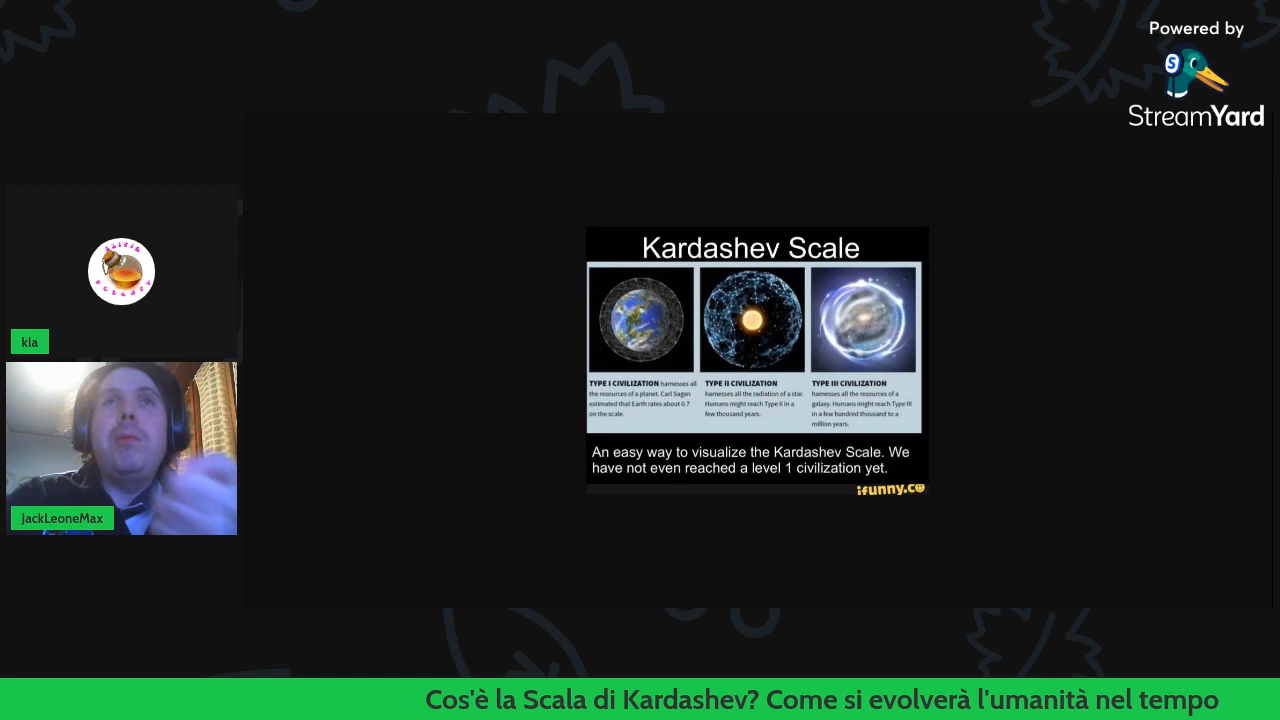 Powered by
StreamYard
Kardashev Scale
TYPE I CIVILIZATION harnesses all
the resources of a planet. Carl Sagan
estimated that Earth rates about 0.7
on the scale.
TYPE II CIVILIZATION
harnesses all the radiation of a star.
Humans might reach Type II in a
few thousand years.
TYPE III CIVILIZATION
harnesses all the resources of a
galaxy. Humans might reach Type III
in a few hundred thousand to a
million years.
An easy way to visualize the Kardashev Scale. We
have not even reached a level 1 civilization yet.
ifunny.co
kla
JackLeoneMax
Cos'è la Scala di Kardashev? Come si evolverà l'umanità nel tempo